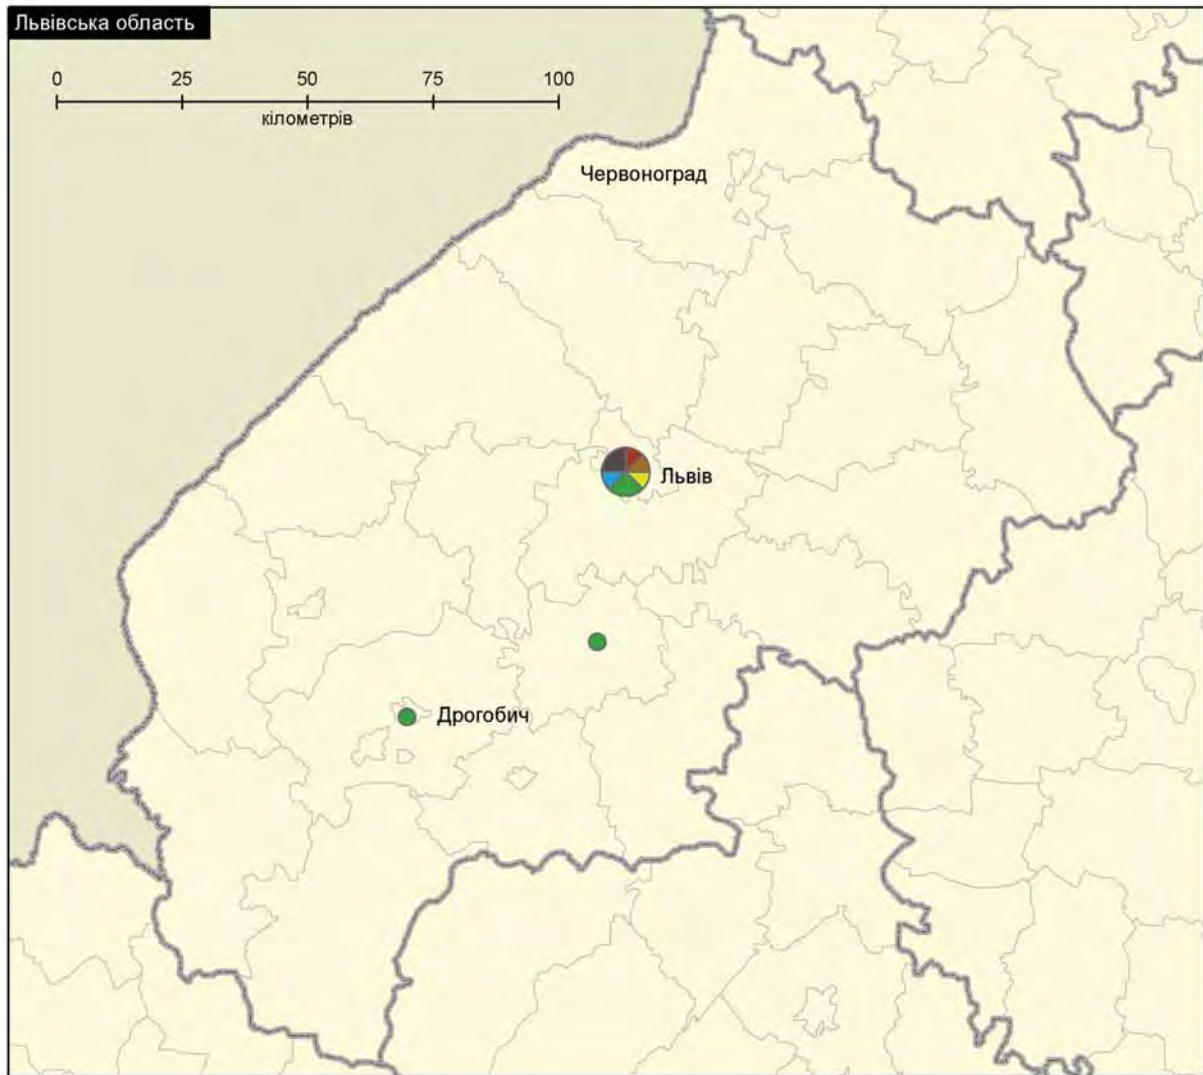 Львівська область
0 25 50 75 100
кілометрів
Червоноград
Львів
Дрогобич